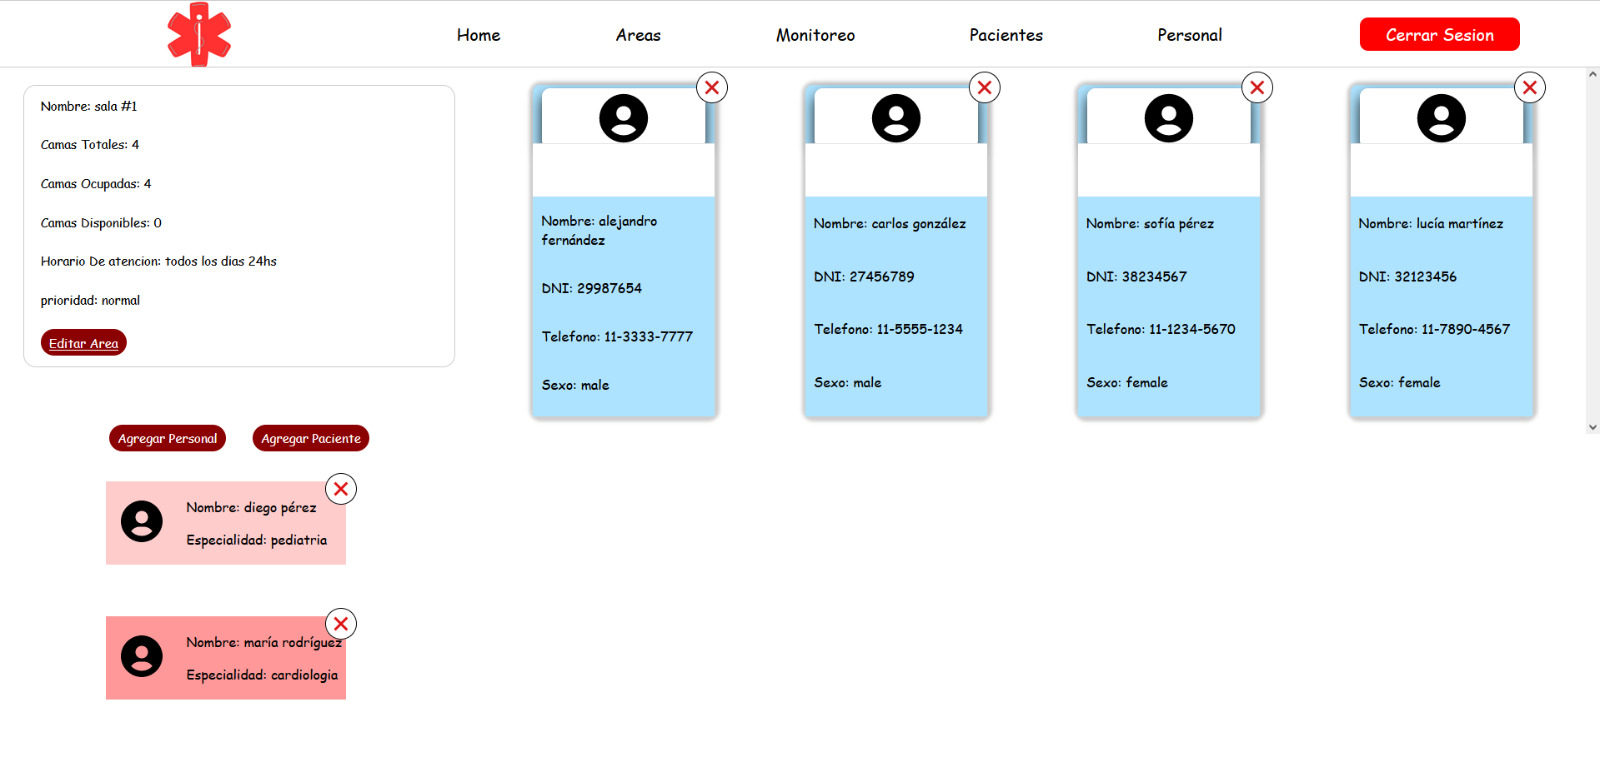 Home
Areas
Monitoreo
Pacientes
Personal
Cerrar Sesion
Nombre: sala #1
Camas Totales: 4
Camas Ocupadas: 4
Camas Disponibles: 0
Horario De atencion: todos los dias 24hs
prioridad: normal
Editar Area
Agregar Personal
Agregar Paciente
Nombre: diego pérez
Especialidad: pediatria
Nombre: maría rodríguez
Especialidad: cardiologia
Nombre: alejandro
fernández
DNI: 29987654
Telefono: 11-3333-7777
Sexo: male
Nombre: carlos gonzález
DNI: 27456789
Telefono: 11-5555-1234
Sexo: male
Nombre: sofía pérez
DNI: 38234567
Telefono: 11-1234-5670
Sexo: female
Nombre: lucía martínez
DNI: 32123456
Telefono: 11-7890-4567
Sexo: female